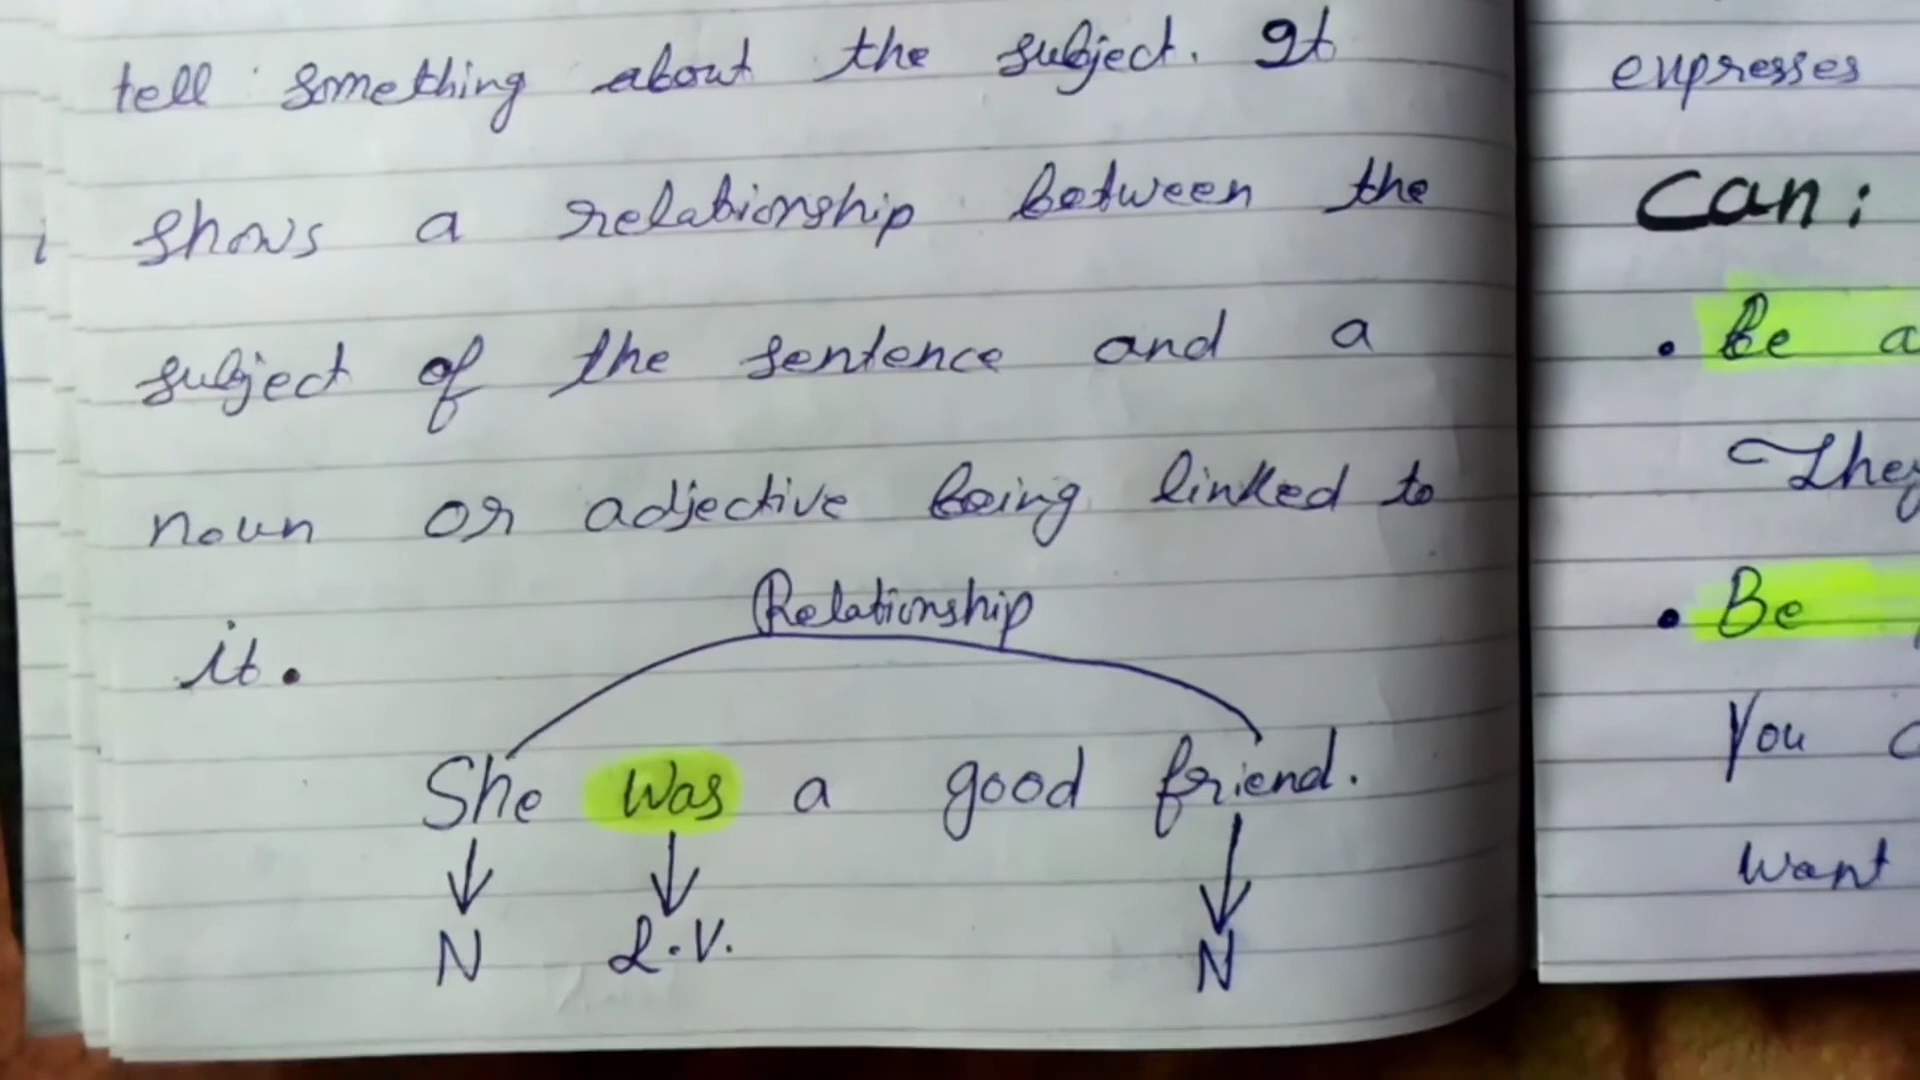 tell something about the subject. It
shows a relationship between the
subject of the sentence and a
noun or adjective being linked to
it.
Relationship
She was a good friend.
N L.V. N
expresses
Can:
• Be a
They
• Be
You
want